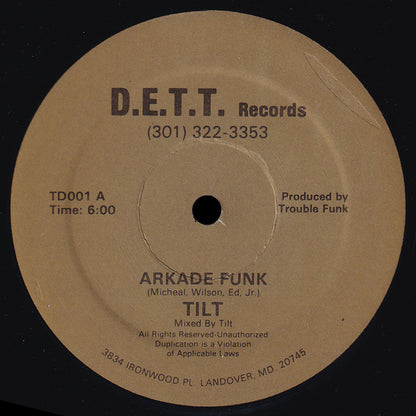 D.E.T.T. Records
(301) 322-3353
TD001 A
Time: 6:00
Produced by
Trouble Funk
ARKADE FUNK
(Micheal, Wilson, Ed, Jr.)
TILT
Mixed By Tilt
All Rights Reserved-Unauthorized
Duplication is a Violation
of Applicable Laws
3834 IRONWOOD PL. LANDOVER, MD. 20745